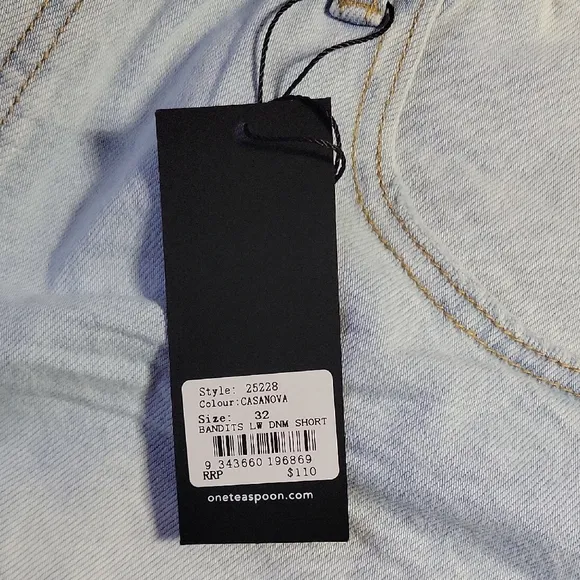 Style: 25228
Colour:CASANOVA
Size: 32
BANDITS LW DNM SHORT
9 343660 196869
RRP $110
oneteaspoon.com